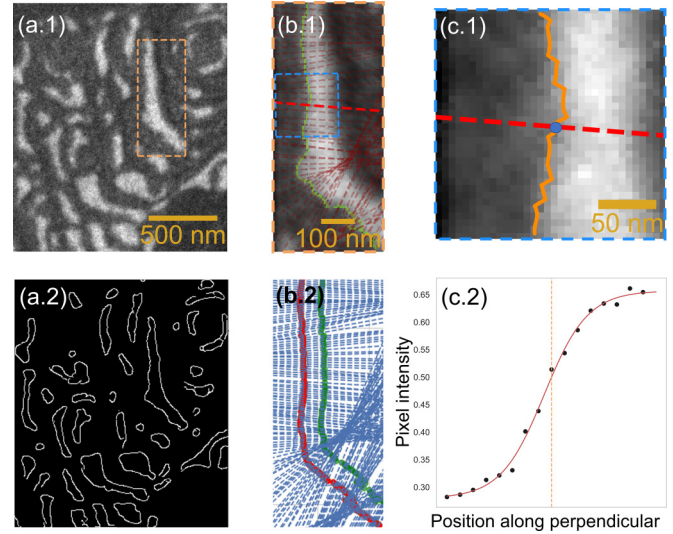 (a.1)
500 nm
(b.1)
100 nm
(c.1)
50 nm
(a.2)
(b.2)
(c.2)
Pixel intensity
0.65
0.60
0.55
0.50
0.45
0.40
0.35
0.30
Position along perpendicular